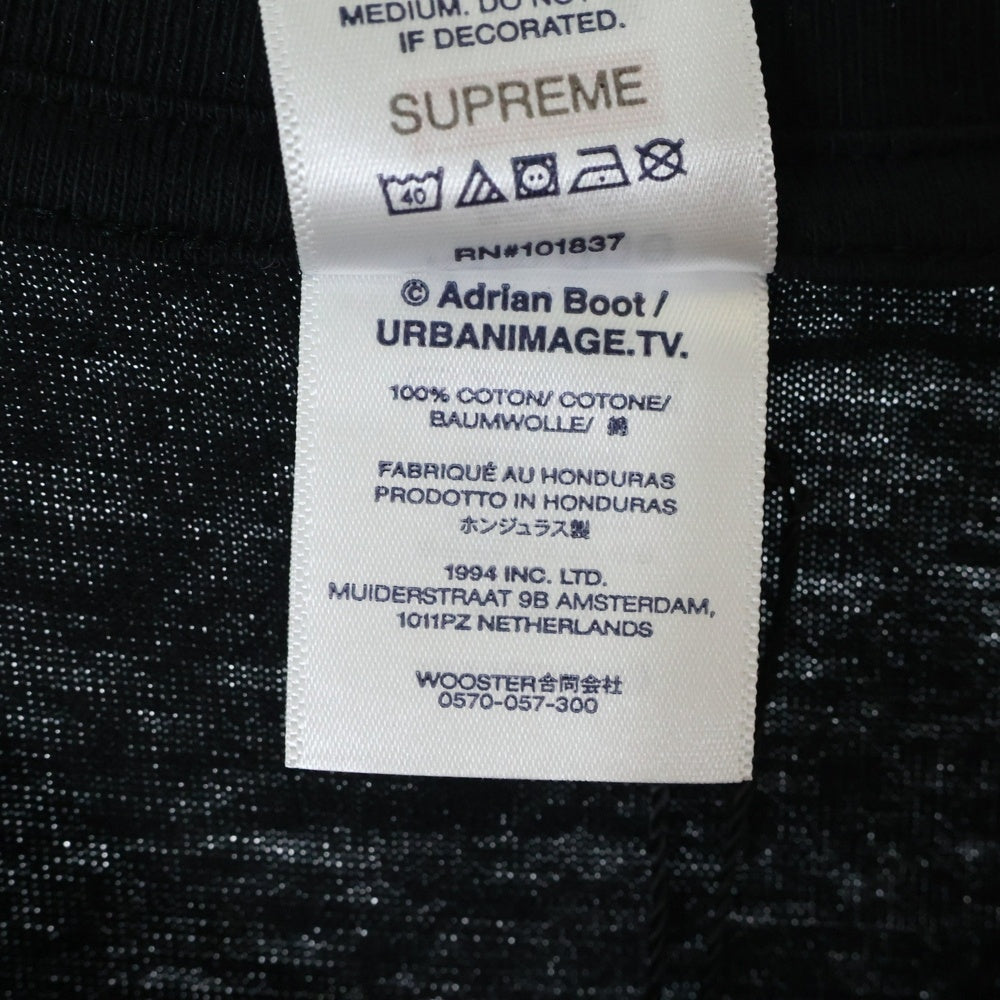 MEDIUM. DO NOT
IF DECORATED.
SUPREME
40
RN#101837
© Adrian Boot /
URBANIMAGE.TV.
100% COTON/ COTONE/
BAUMWOLLE/ 綿
FABRIQUÉ AU HONDURAS
PRODOTTO IN HONDURAS
ホンジュラス製
1994 INC. LTD.
MUIDERSTRAAT 9B AMSTERDAM,
1011PZ NETHERLANDS
WOOSTER合同会社
0570-057-300